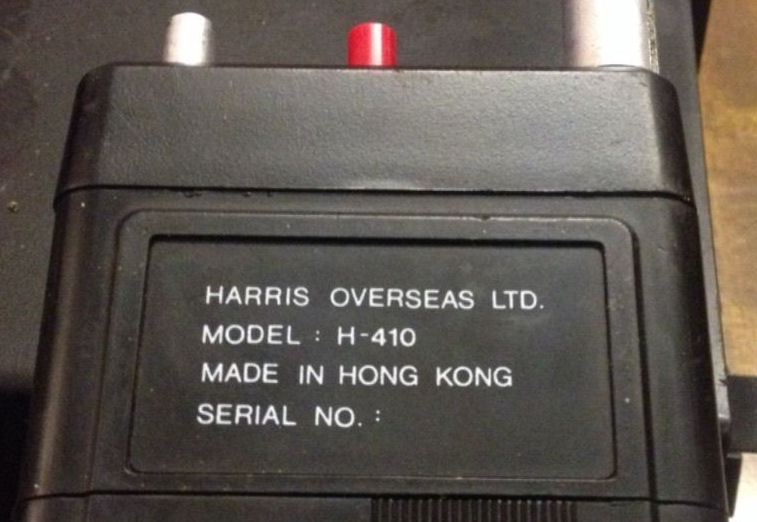 HARRIS OVERSEAS LTD.
MODEL : H-410
MADE IN HONG KONG
SERIAL NO. :